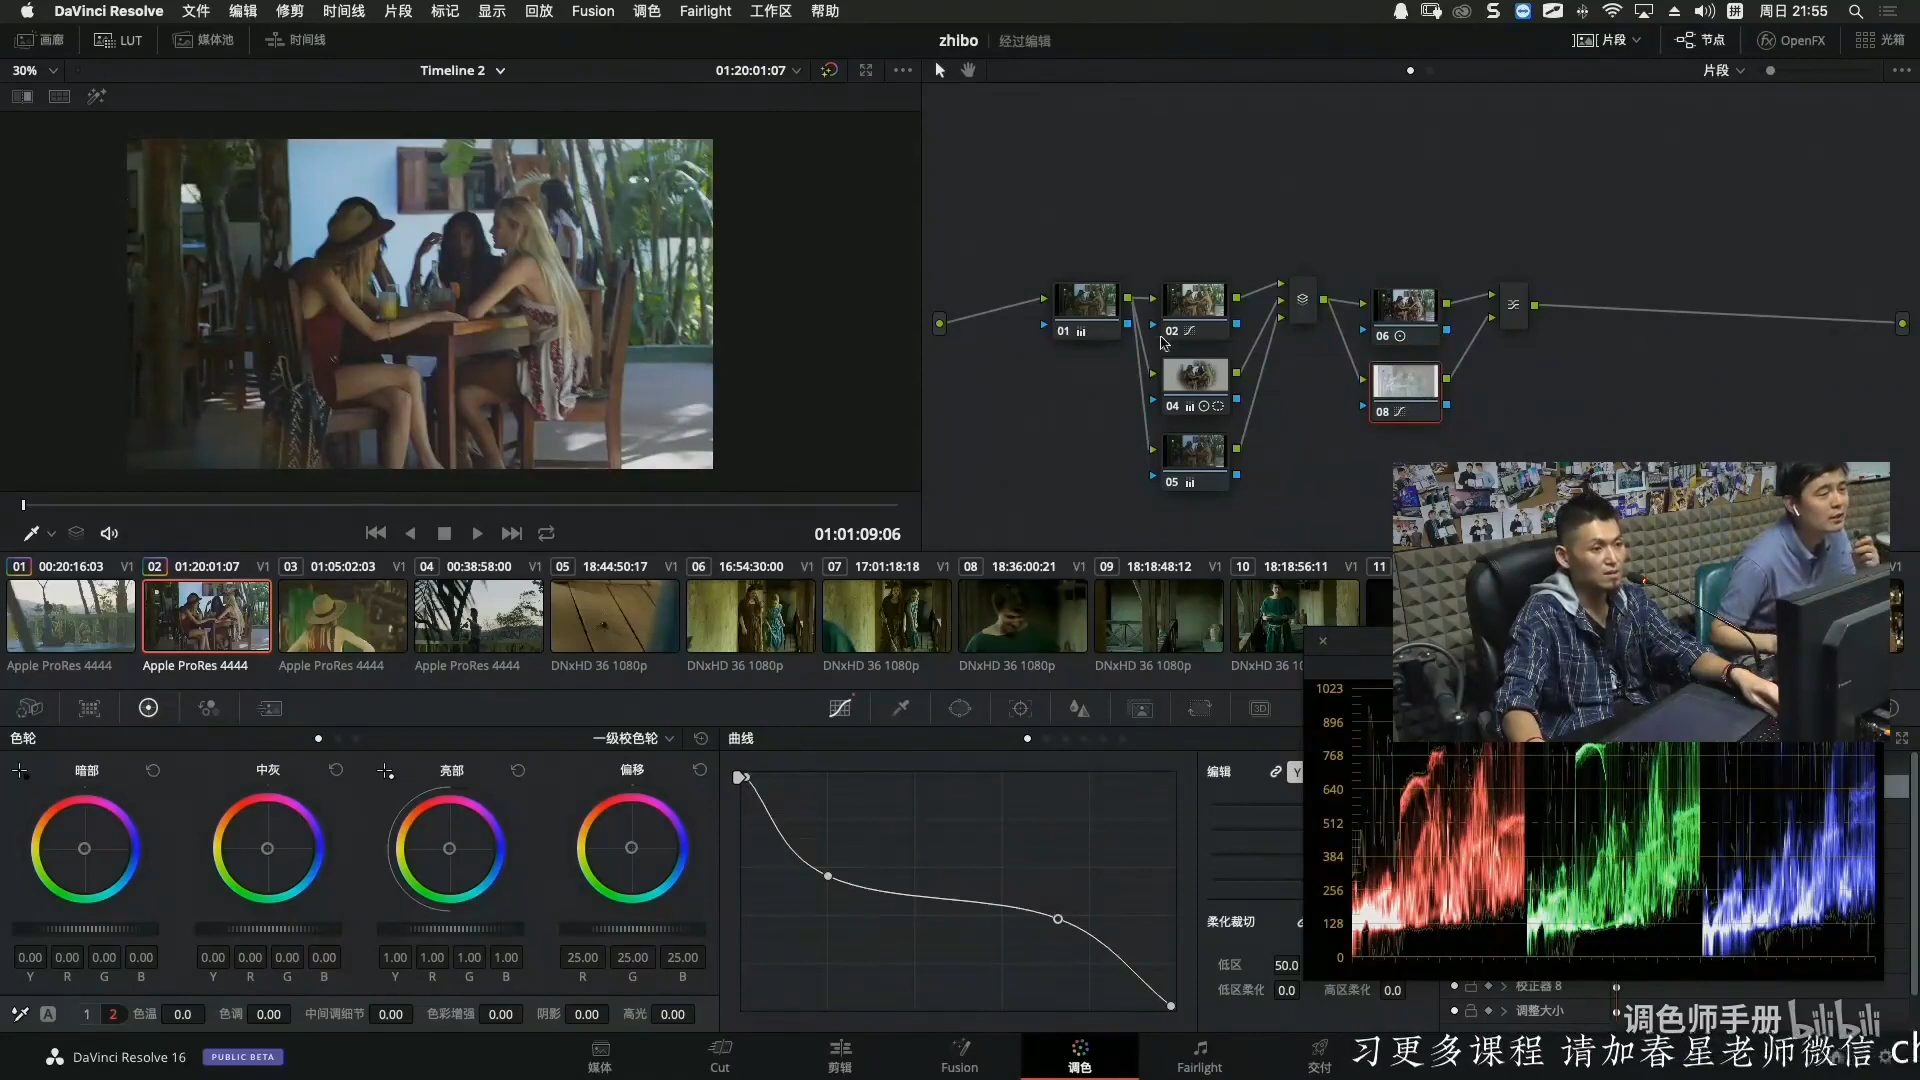 DaVinci Resolve 文件 编辑 修剪 时间线 片段 标记 显示 回放 Fusion 调色 Fairlight 工作区 帮助 周日 21:55
画廊 LUT 媒体池 时间线 zhibo 经过编辑 片段 节点 OpenFX 光箱
30% Timeline 2 01:20:01:07 片段
01 02 06
04 08
05
01:01:09:06
01 00:20:16:03 V1 02 01:20:01:07 V1 03 01:05:02:03 V1 04 00:38:58:00 V1 05 18:44:50:17 V1 06 16:54:30:00 V1 07 17:01:18:18 V1 08 18:36:00:21 V1 09 18:18:48:12 V1 10 18:18:56:11 V1 11 V1
Apple ProRes 4444 Apple ProRes 4444 Apple ProRes 4444 Apple ProRes 4444 DNxHD 36 1080p DNxHD 36 1080p DNxHD 36 1080p DNxHD 36 1080p DNxHD 36 1080p DNxHD 36 10
3D
色轮 一级校色轮 曲线
暗部 中灰 亮部 偏移 编辑 Y
1023
896
768
640
512
384
256
128
0
0.00 0.00 0.00 0.00 0.00 0.00 0.00 0.00 1.00 1.00 1.00 1.00 25.00 25.00 25.00
Y R G B Y R G B Y R G B R G B
柔化裁切
低区 50.0
低区柔化 0.0 高区柔化 0.0
校正器 8
调整大小
A 1 2 色温 0.0 色调 0.00 中间调细节 0.00 色彩增强 0.00 阴影 0.00 高光 0.00
调色师手册 bilibili
习更多课程 请加春星老师微信 ch
DaVinci Resolve 16 PUBLIC BETA
媒体 Cut 剪辑 Fusion 调色 Fairlight 交付